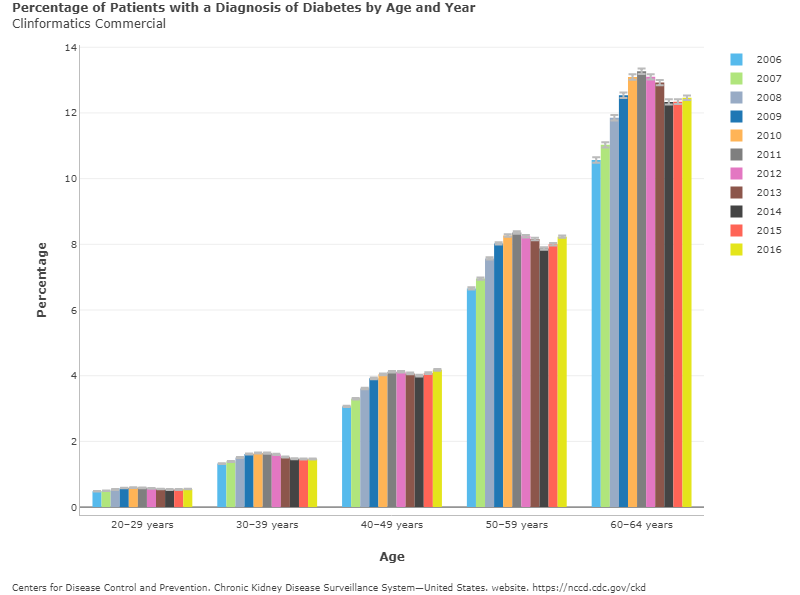 Percentage of Patients with a Diagnosis of Diabetes by Age and Year
Clinformatics Commercial
14
12
10
8
6
4
2
0
Percentage
20–29 years
30–39 years
40–49 years
50–59 years
60–64 years
Age
2006
2007
2008
2009
2010
2011
2012
2013
2014
2015
2016
Centers for Disease Control and Prevention. Chronic Kidney Disease Surveillance System—United States. website. https://nccd.cdc.gov/ckd